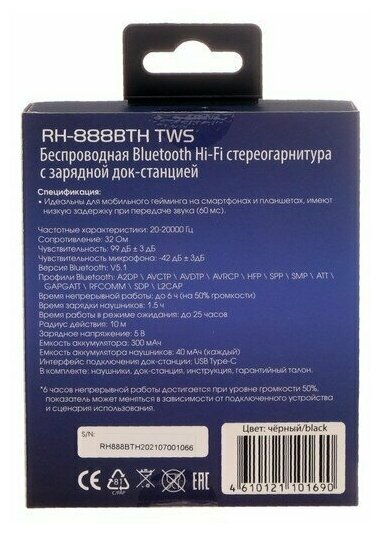 RH-888BTH TWS
Беспроводная Bluetooth Hi-Fi стереогарнитура
с зарядной док-станцией
Спецификация:
• Идеальны для мобильного гейминга на смартфонах и планшетах, имеют
низкую задержку при передаче звука (60 мс).
Частотные характеристики: 20-20000 Гц
Сопротивление: 32 Ом
Чувствительность: 99 дБ ± 3 дБ
Чувствительность микрофона: -42 дБ ± 3дБ
Версия Bluetooth: V5.1
Профили Bluetooth: A2DP \ AVCTP \ AVDTP \ AVRCP \ HFP \ SPP \ SMP \ ATT \
GAPGATT \ RFCOMM \ SDP \ L2CAP
Время непрерывной работы: до 6 ч (на 50% громкости)
Время зарядки наушников: 1.5 ч
Время работы в режиме ожидания: до 25 часов
Радиус действия: 10 м
Зарядное напряжение: 5 В
Емкость аккумулятора: 300 мАч
Емкость аккумулятора наушников: 40 мАч (каждый)
Интерфейс подключения док-станции: USB Type-C
В комплекте: наушники, док-станция, инструкция, гарантийный талон.
*6 часов непрерывной работы достигается при уровне громкости 50%,
показатель может меняться в зависимости от подключенного устройства
и сценария использования.
S/N:
RH888BTH202107001066
Цвет: чёрный/black
CE 81 EAC
C/PAP
4 610121 101690